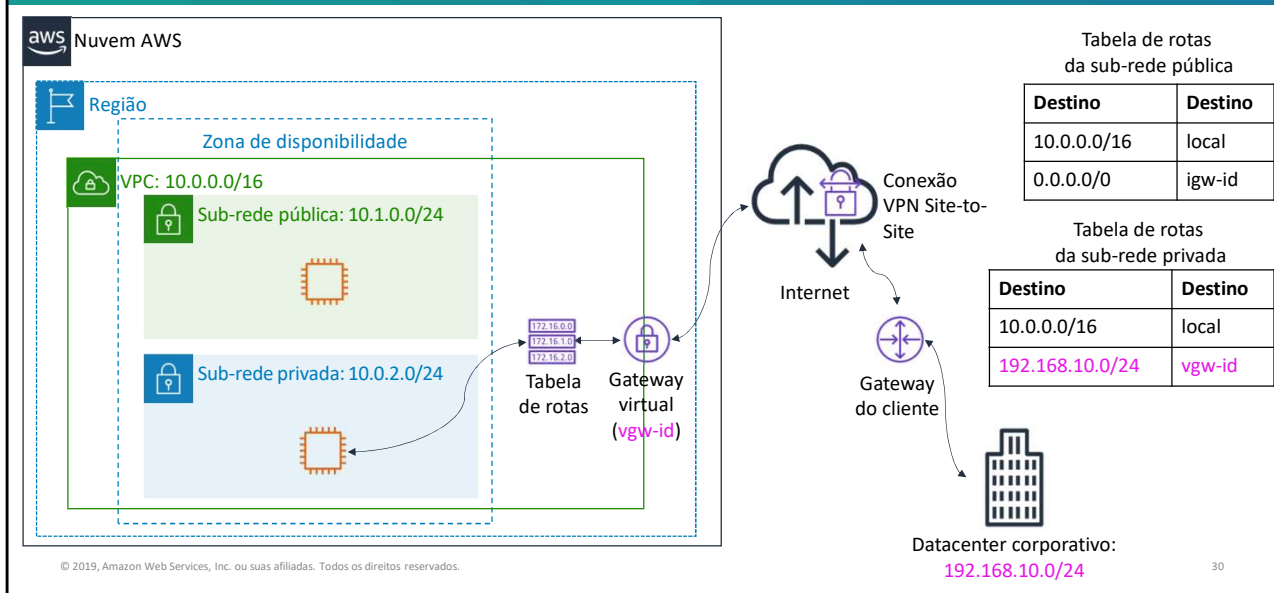 aws
Nuvem AWS
Região
Zona de disponibilidade
VPC: 10.0.0.0/16
Sub-rede pública: 10.1.0.0/24
Sub-rede privada: 10.0.2.0/24
172.16.0.0
172.16.1.0
172.16.2.0
Tabela
de rotas
Gateway
virtual
(vgw-id)
Conexão
VPN Site-to-
Site
Internet
Gateway
do cliente
Datacenter corporativo:
192.168.10.0/24
Tabela de rotas
da sub-rede pública
Destino Destino
10.0.0.0/16 local
0.0.0.0/0 igw-id
Tabela de rotas
da sub-rede privada
Destino Destino
10.0.0.0/16 local
192.168.10.0/24 vgw-id
© 2019, Amazon Web Services, Inc. ou suas afiliadas. Todos os direitos reservados.
30